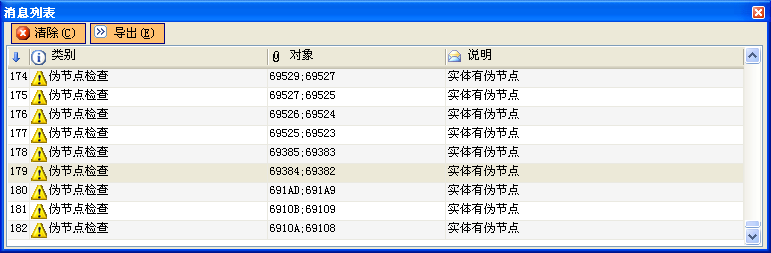 消息列表
清除(C) 导出(E)
类别 对象 说明
174 伪节点检查 69529;69527 实体有伪节点
175 伪节点检查 69527;69525 实体有伪节点
176 伪节点检查 69526;69524 实体有伪节点
177 伪节点检查 69525;69523 实体有伪节点
178 伪节点检查 69385;69383 实体有伪节点
179 伪节点检查 69384;69382 实体有伪节点
180 伪节点检查 691AD;691A9 实体有伪节点
181 伪节点检查 6910B;69109 实体有伪节点
182 伪节点检查 6910A;69108 实体有伪节点